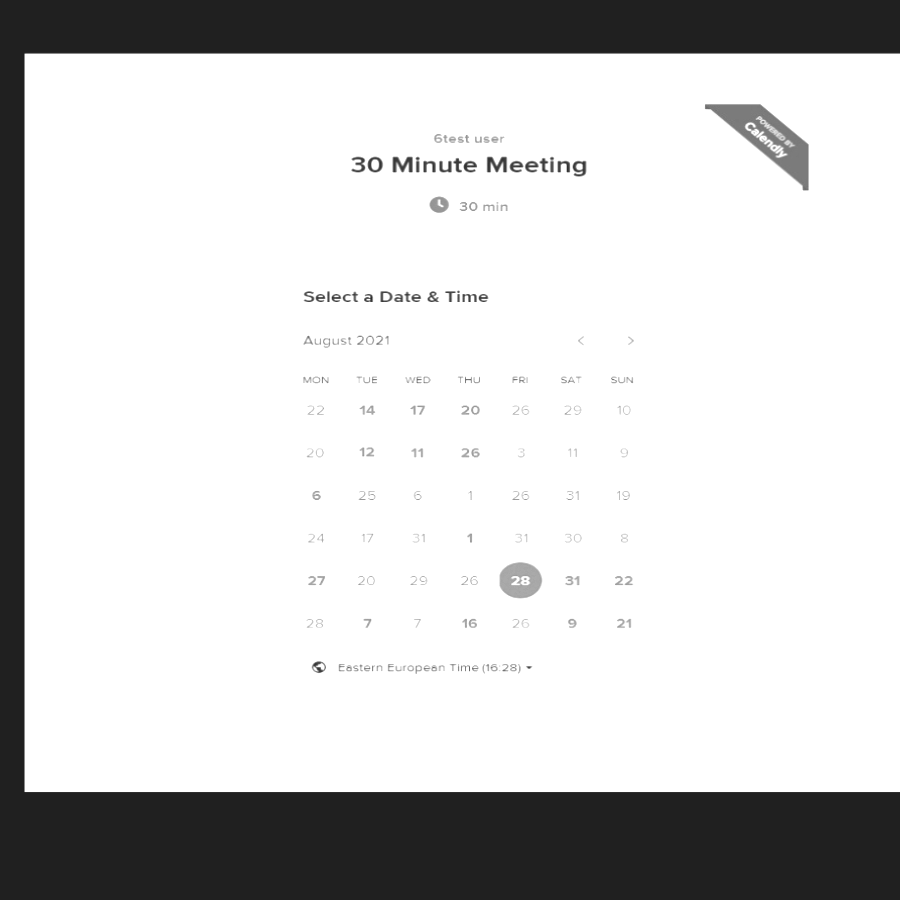 POWERED BY
Calendly
6test user
30 Minute Meeting
30 min
Select a Date & Time
August 2021 < >
MON TUE WED THU FRI SAT SUN
22 14 17 20 26 29 10
20 12 11 26 3 11 9
6 25 6 1 26 31 19
24 17 31 1 31 30 8
27 20 29 26 28 31 22
28 7 7 16 26 9 21
Eastern European Time (16:28)